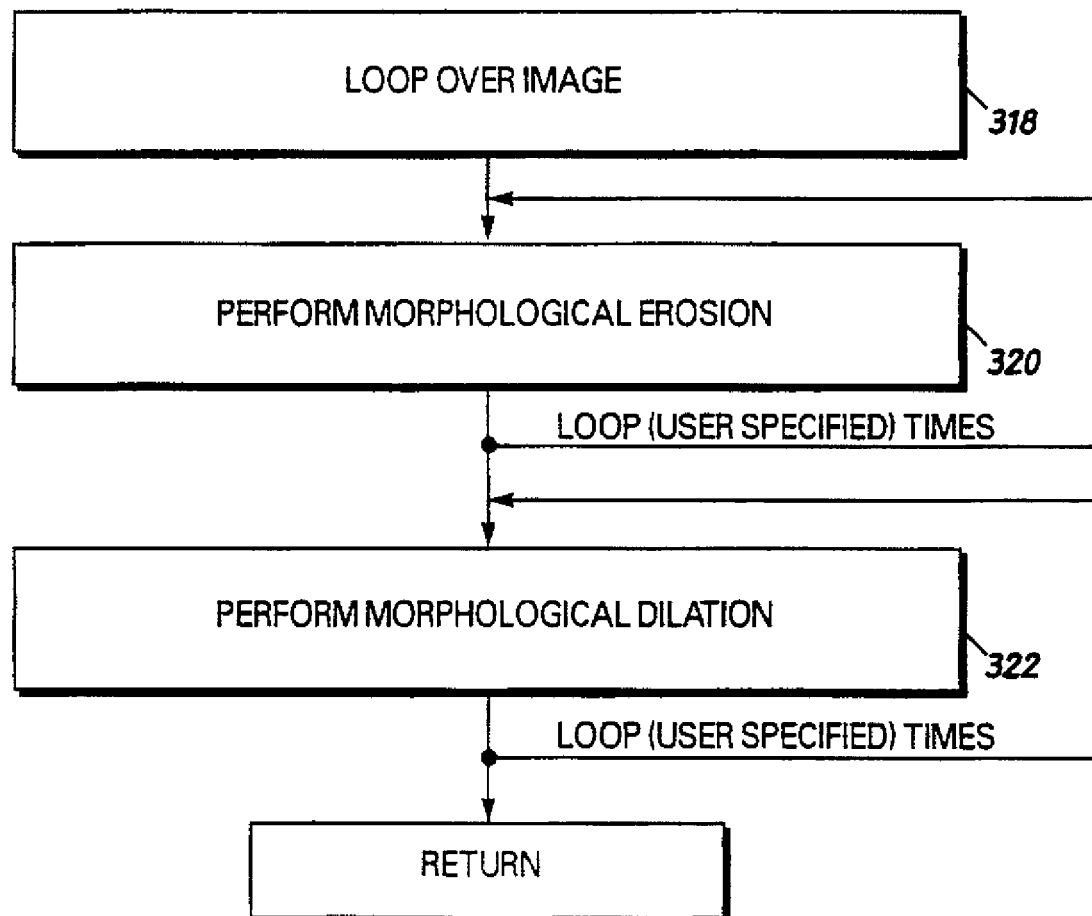 LOOP OVER IMAGE
318
PERFORM MORPHOLOGICAL EROSION
320
LOOP (USER SPECIFIED) TIMES
PERFORM MORPHOLOGICAL DILATION
322
LOOP (USER SPECIFIED) TIMES
RETURN